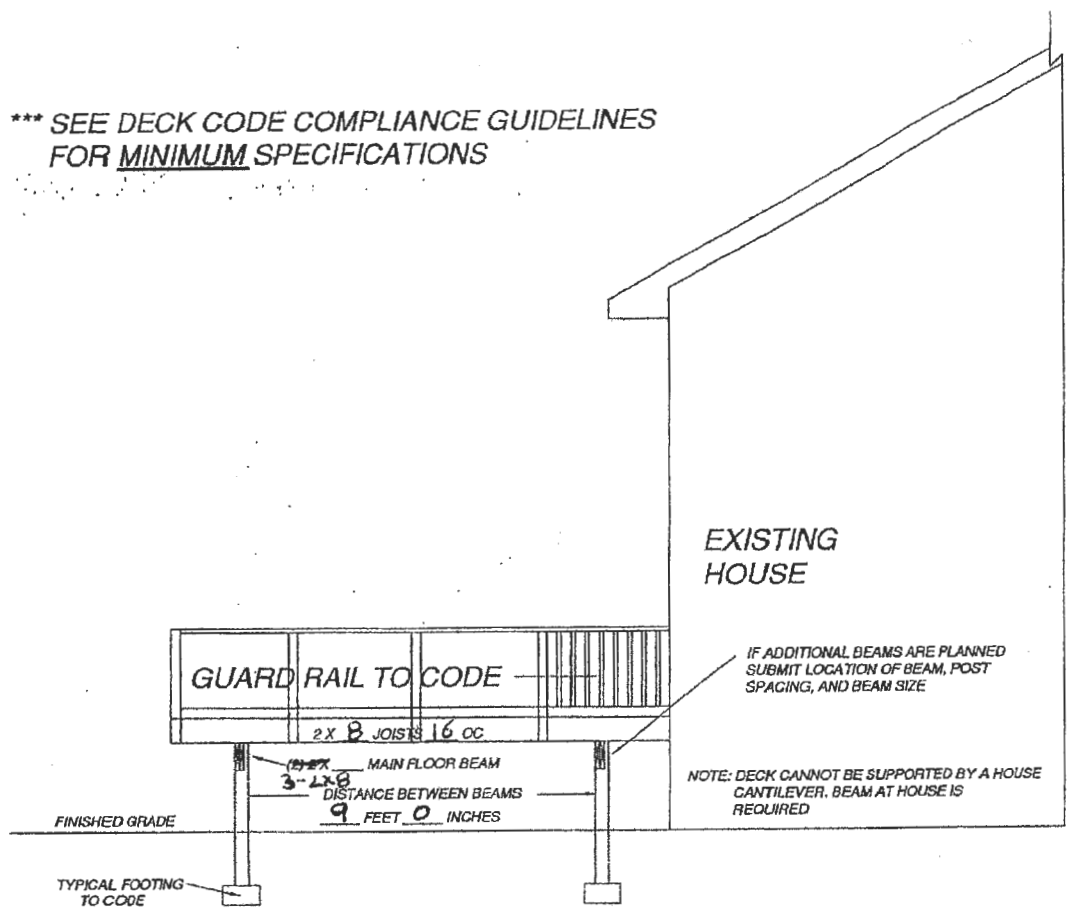 *** SEE DECK CODE COMPLIANCE GUIDELINES
FOR MINIMUM SPECIFICATIONS
EXISTING
HOUSE
IF ADDITIONAL BEAMS ARE PLANNED
SUBMIT LOCATION OF BEAM, POST
SPACING, AND BEAM SIZE
GUARD RAIL TO CODE
2 X 8 JOISTS 16 OC
(2) 2X ___ MAIN FLOOR BEAM
3-2x8
DISTANCE BETWEEN BEAMS
9 FEET 0 INCHES
NOTE: DECK CANNOT BE SUPPORTED BY A HOUSE
CANTILEVER. BEAM AT HOUSE IS
REQUIRED
FINISHED GRADE
TYPICAL FOOTING
TO CODE